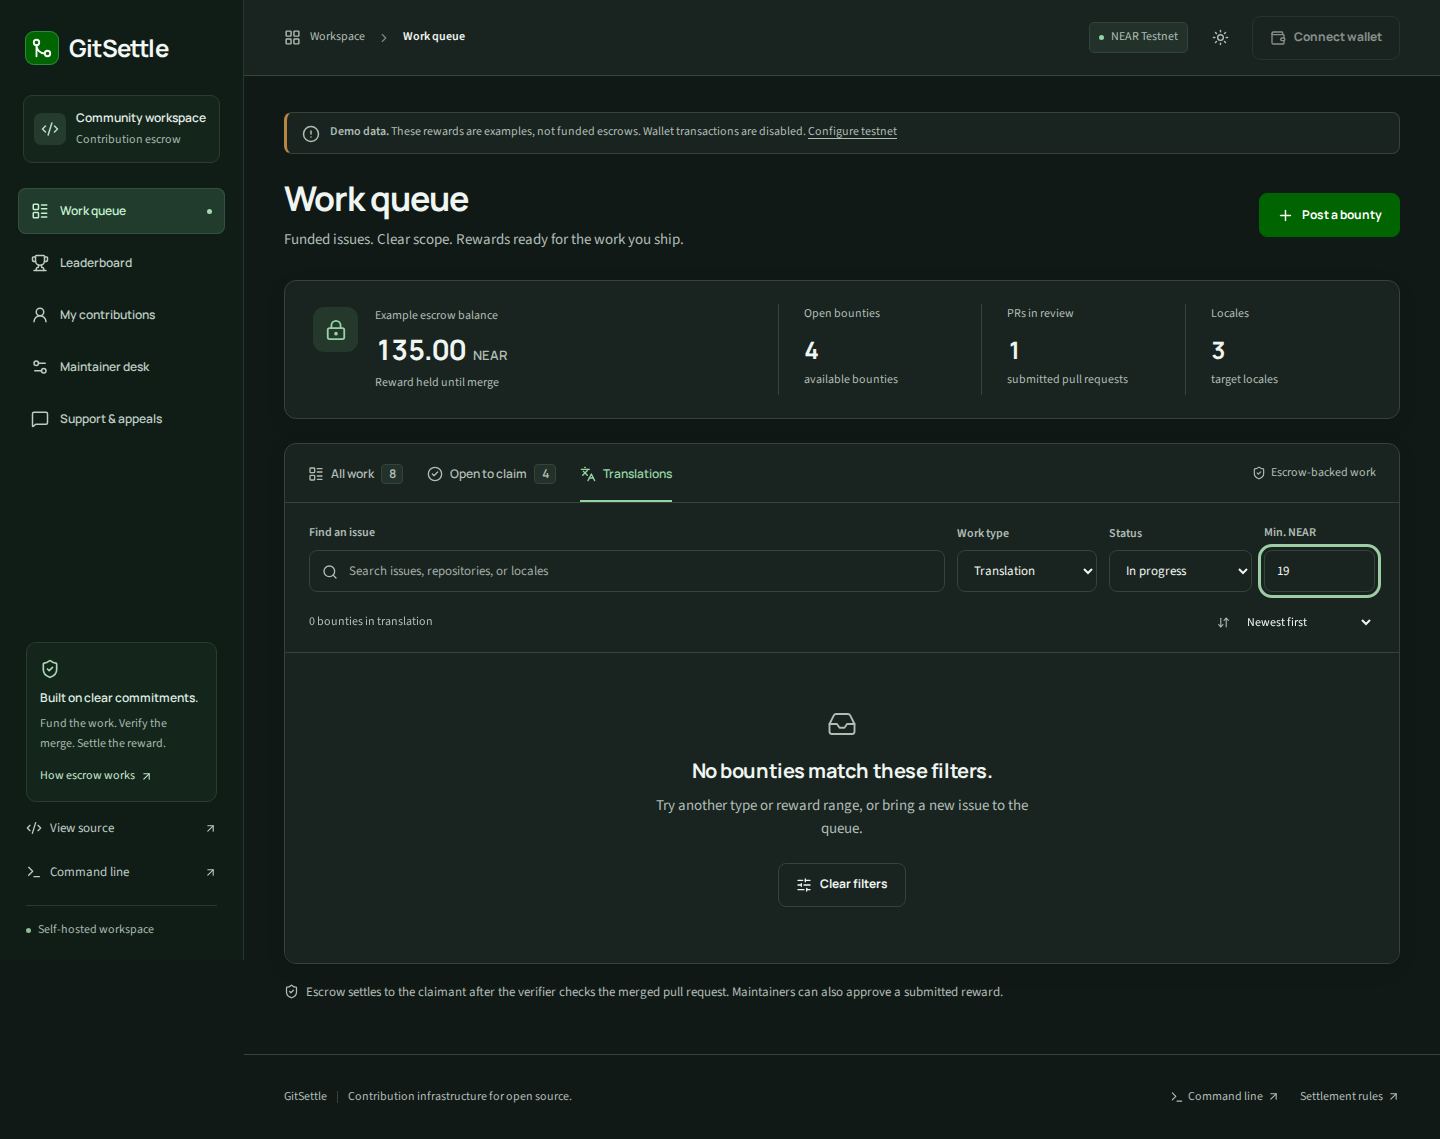 GitSettle
Community workspace
Contribution escrow
Work queue
Leaderboard
My contributions
Maintainer desk
Support & appeals
Built on clear commitments.
Fund the work. Verify the
merge. Settle the reward.
How escrow works
View source
Command line
Self-hosted workspace
Workspace
Work queue
NEAR Testnet
Connect wallet
Demo data. These rewards are examples, not funded escrows. Wallet transactions are disabled. Configure testnet
Work queue
Funded issues. Clear scope. Rewards ready for the work you ship.
Post a bounty
Example escrow balance
135.00 NEAR
Reward held until merge
Open bounties
4
available bounties
PRs in review
1
submitted pull requests
Locales
3
target locales
All work 8
Open to claim 4
Translations
Escrow-backed work
Find an issue
Search issues, repositories, or locales
Work type
Translation
Status
In progress
Min. NEAR
19
0 bounties in translation
Newest first
No bounties match these filters.
Try another type or reward range, or bring a new issue to the
queue.
Clear filters
Escrow settles to the claimant after the verifier checks the merged pull request. Maintainers can also approve a submitted reward.
GitSettle
Contribution infrastructure for open source.
Command line
Settlement rules